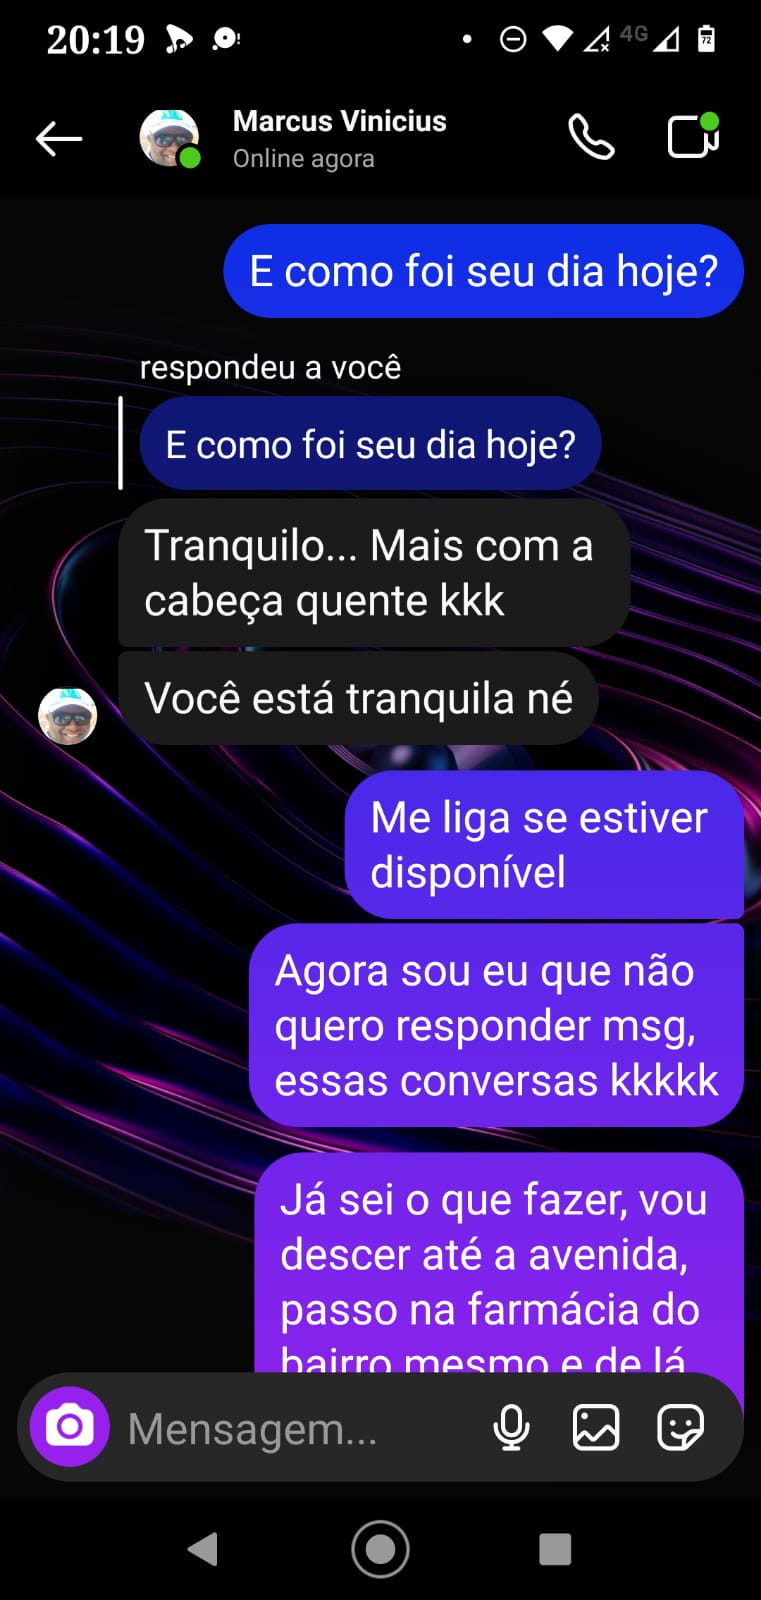 20:19
4G
72
Marcus Vinicius
Online agora
E como foi seu dia hoje?
respondeu a você
E como foi seu dia hoje?
Tranquilo... Mais com a
cabeça quente kkk
Você está tranquila né
Me liga se estiver
disponível
Agora sou eu que não
quero responder msg,
essas conversas kkkkk
Já sei o que fazer, vou
descer até a avenida,
passo na farmácia do
bairro mesmo e de lá
Mensagem...